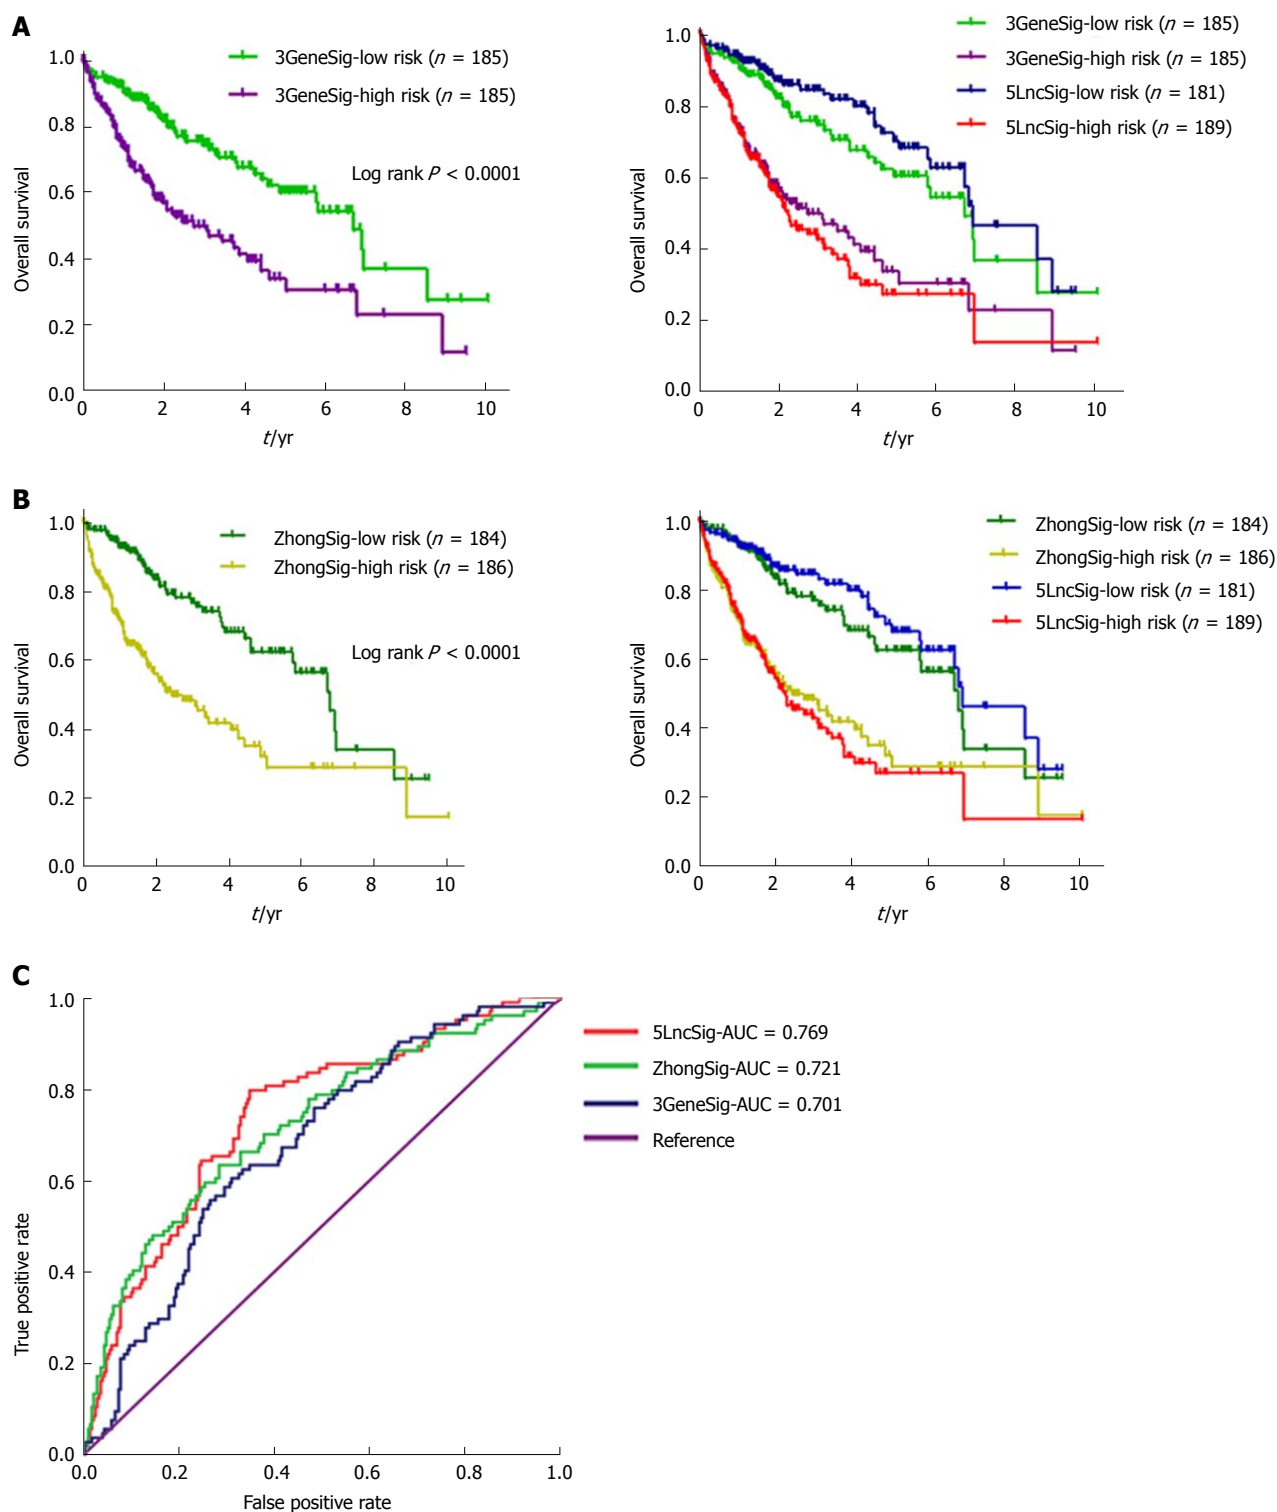 A
1.0
0.8
0.6
0.4
0.2
0.0
Overall survival
3GeneSig-low risk (n = 185)
3GeneSig-high risk (n = 185)
Log rank P < 0.0001
0 2 4 6 8 10
t/yr
1.0
0.8
0.6
0.4
0.2
0.0
Overall survival
3GeneSig-low risk (n = 185)
3GeneSig-high risk (n = 185)
5LncSig-low risk (n = 181)
5LncSig-high risk (n = 189)
0 2 4 6 8 10
t/yr
B
1.0
0.8
0.6
0.4
0.2
0.0
Overall survival
ZhongSig-low risk (n = 184)
ZhongSig-high risk (n = 186)
Log rank P < 0.0001
0 2 4 6 8 10
t/yr
1.0
0.8
0.6
0.4
0.2
0.0
Overall survival
ZhongSig-low risk (n = 184)
ZhongSig-high risk (n = 186)
5LncSig-low risk (n = 181)
5LncSig-high risk (n = 189)
0 2 4 6 8 10
t/yr
C
1.0
0.8
0.6
0.4
0.2
0.0
True positive rate
5LncSig-AUC = 0.769
ZhongSig-AUC = 0.721
3GeneSig-AUC = 0.701
Reference
0.0 0.2 0.4 0.6 0.8 1.0
False positive rate